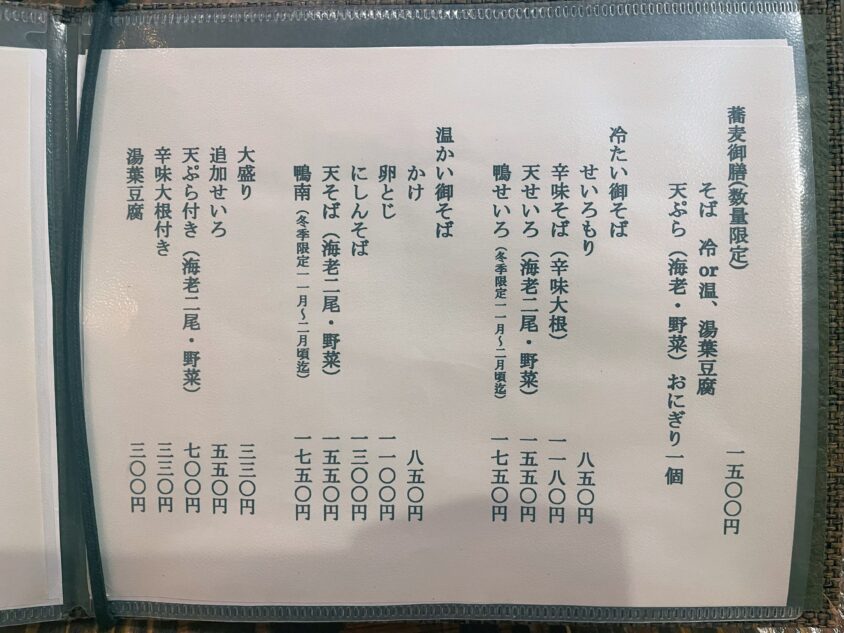 蕎麦御膳(数量限定) 一五〇〇円
そば 冷or温、湯葉豆腐
天ぷら(海老・野菜)おにぎり一個
冷たい御そば
せいろもり 八五〇円
辛味そば(辛味大根) 一一八〇円
天せいろ(海老二尾・野菜) 一五五〇円
鴨せいろ(冬季限定一一月〜二月頃迄) 一七五〇円
温かい御そば
かけ 八五〇円
卵とじ 一一〇〇円
にしんそば 一三〇〇円
天そば(海老二尾・野菜) 一五五〇円
鴨南(冬季限定一一月〜二月頃迄) 一七五〇円
大盛り 三三〇円
追加せいろ 五五〇円
天ぷら付き(海老二尾・野菜) 七〇〇円
辛味大根付き 三三〇円
湯葉豆腐 三〇〇円